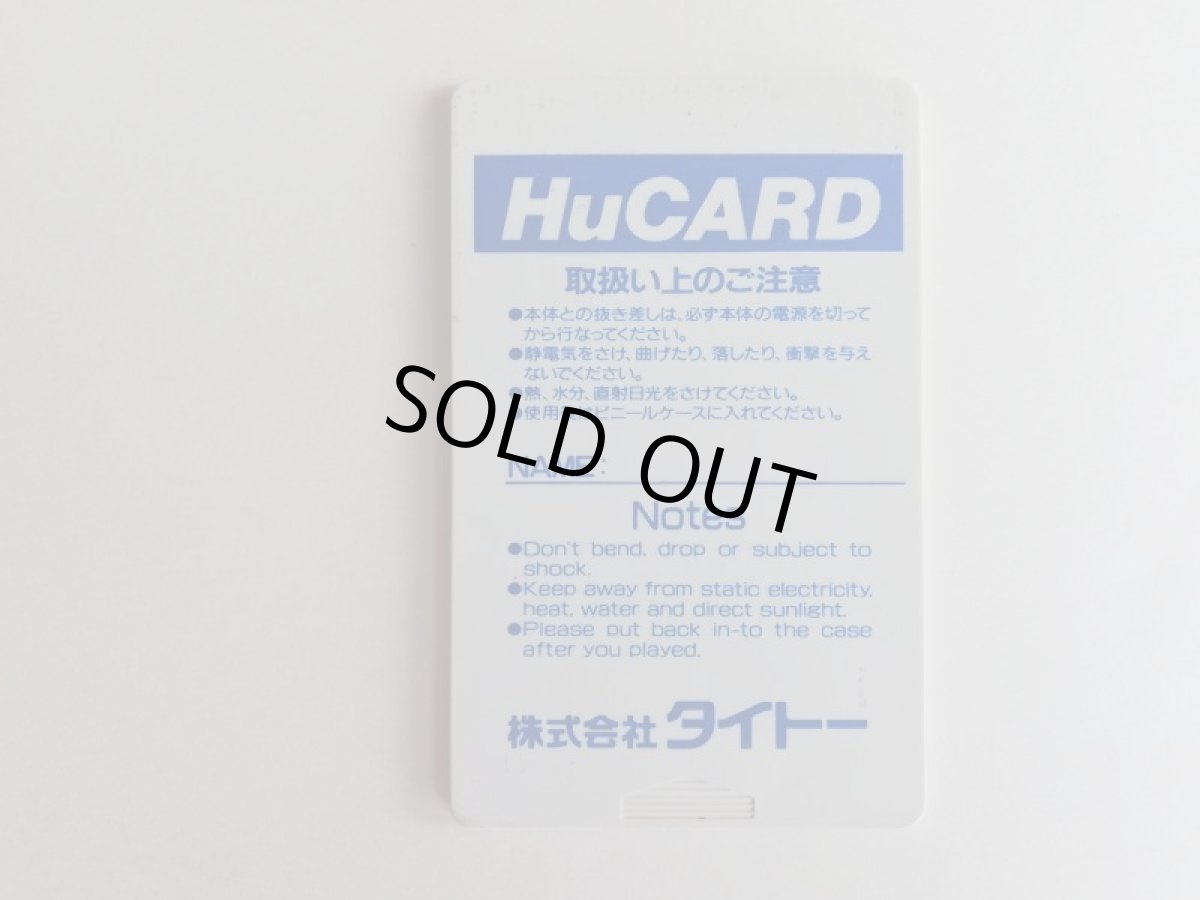 HuCARD
取扱い上のご注意
●本体との抜き差しは、必ず本体の電源を切って
から行なってください。
●静電気をさけ、曲げたり、落したり、衝撃を与え
ないでください。
●熱、水分、直射日光をさけてください。
●使用 はビニールケースに入れてください。
SOLD OUT
NAME:
Notes
●Don't bend, drop or subject to
shock.
●Keep away from static electricity,
heat, water and direct sunlight.
●Please put back in-to the case
after you played.
株式会社 タイトー